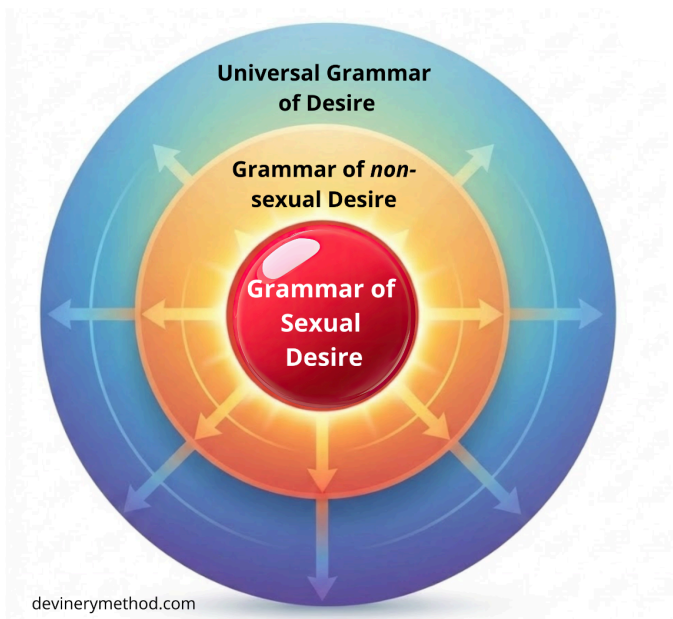 Universal Grammar
of Desire
Grammar of non-
sexual Desire
Grammar of
Sexual
Desire
devinerymethod.com